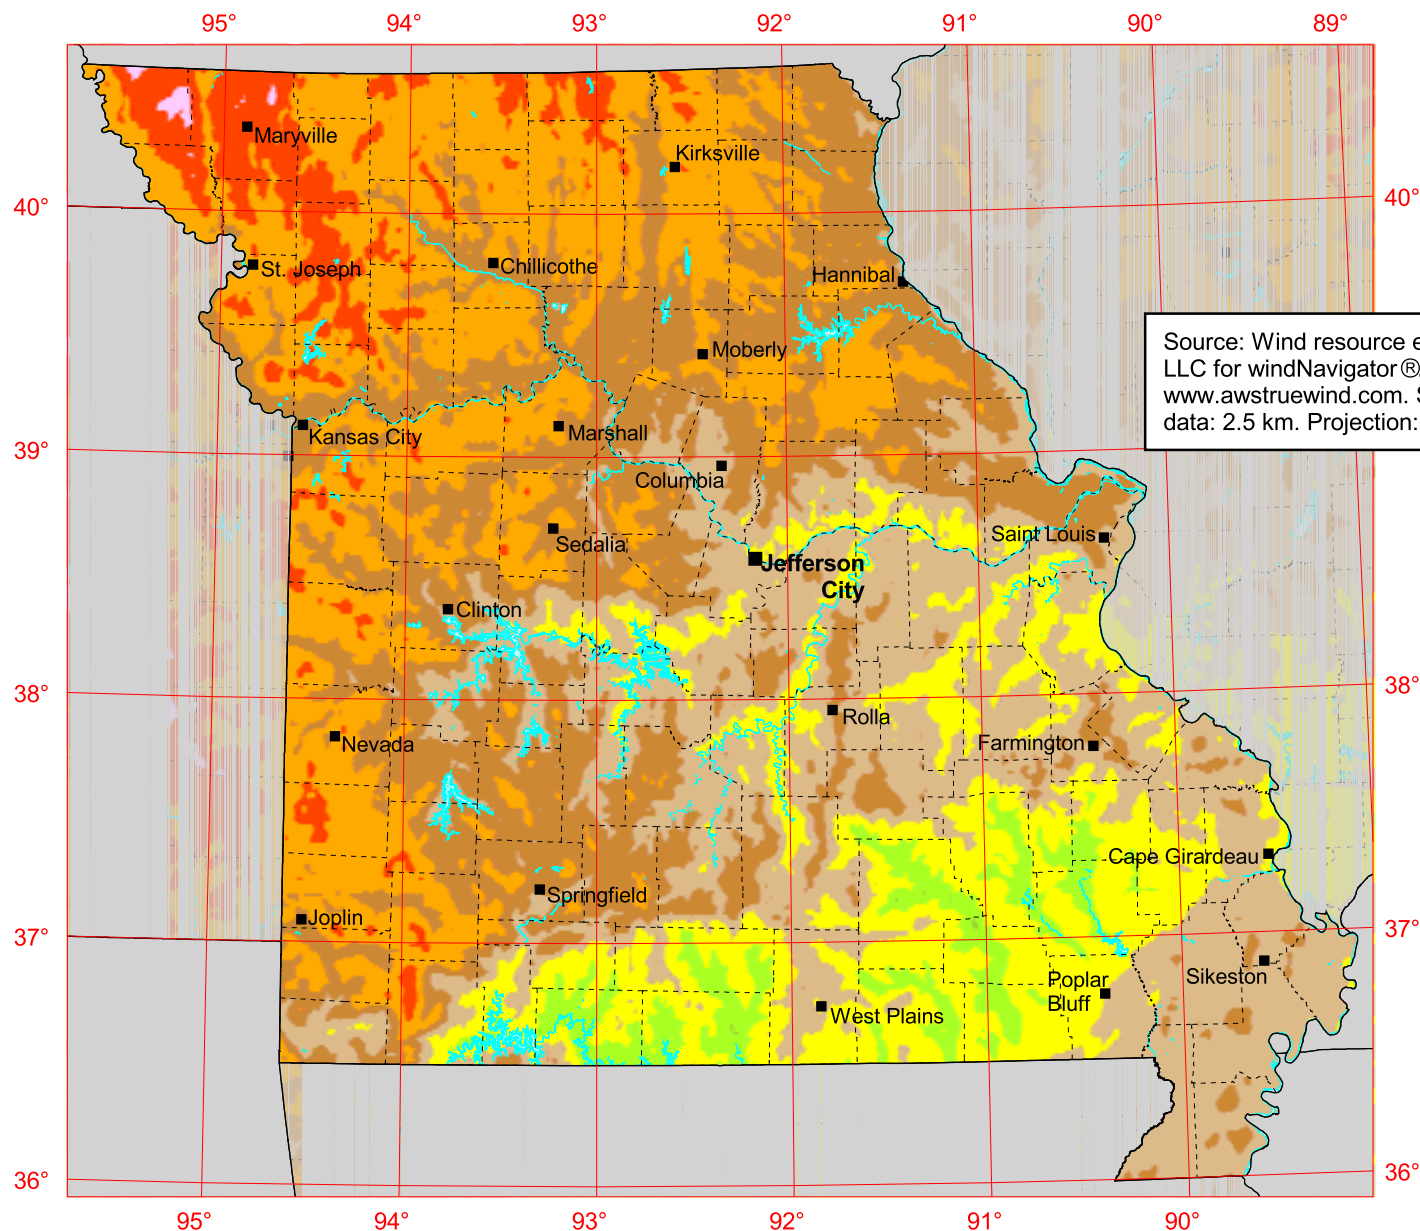 95° 94° 93° 92° 91° 90° 89°
Maryville
Kirksville
40° 40°
St. Joseph
Chillicothe
Hannibal
Moberly
Source: Wind resource e
LLC for windNavigator®
www.awstruewind.com. S
data: 2.5 km. Projection:
Kansas City
Marshall
39°
Columbia
Sedalia
Saint Louis
Jefferson
City
Clinton
38° 38°
Rolla
Nevada
Farmington
Cape Girardeau
Springfield
Joplin
37° 37°
Sikeston
Poplar
Bluff
West Plains
36° 36°
95° 94° 93° 92° 91° 90°